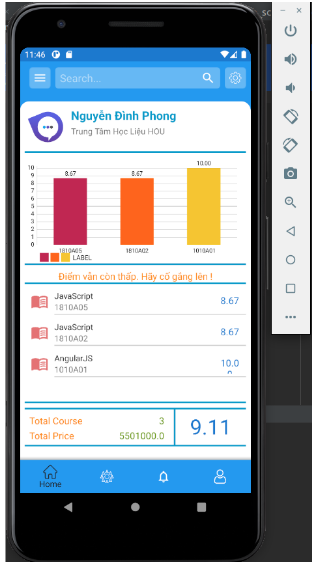 11:46
Search...
Nguyễn Đình Phong
Trung Tâm Học Liệu HOU
10
9
8
7
6
5
4
3
2
1
0
8.67
8.67
10.00
1810A05
1810A02
1010A01
LABEL
Điểm vẫn còn thấp. Hãy cố gắng lên !
JavaScript
8.67
1810A05
JavaScript
8.67
1810A02
AngularJS
10.0
1010A01
Total Course 3
Total Price 5501000.0
9.11
Home